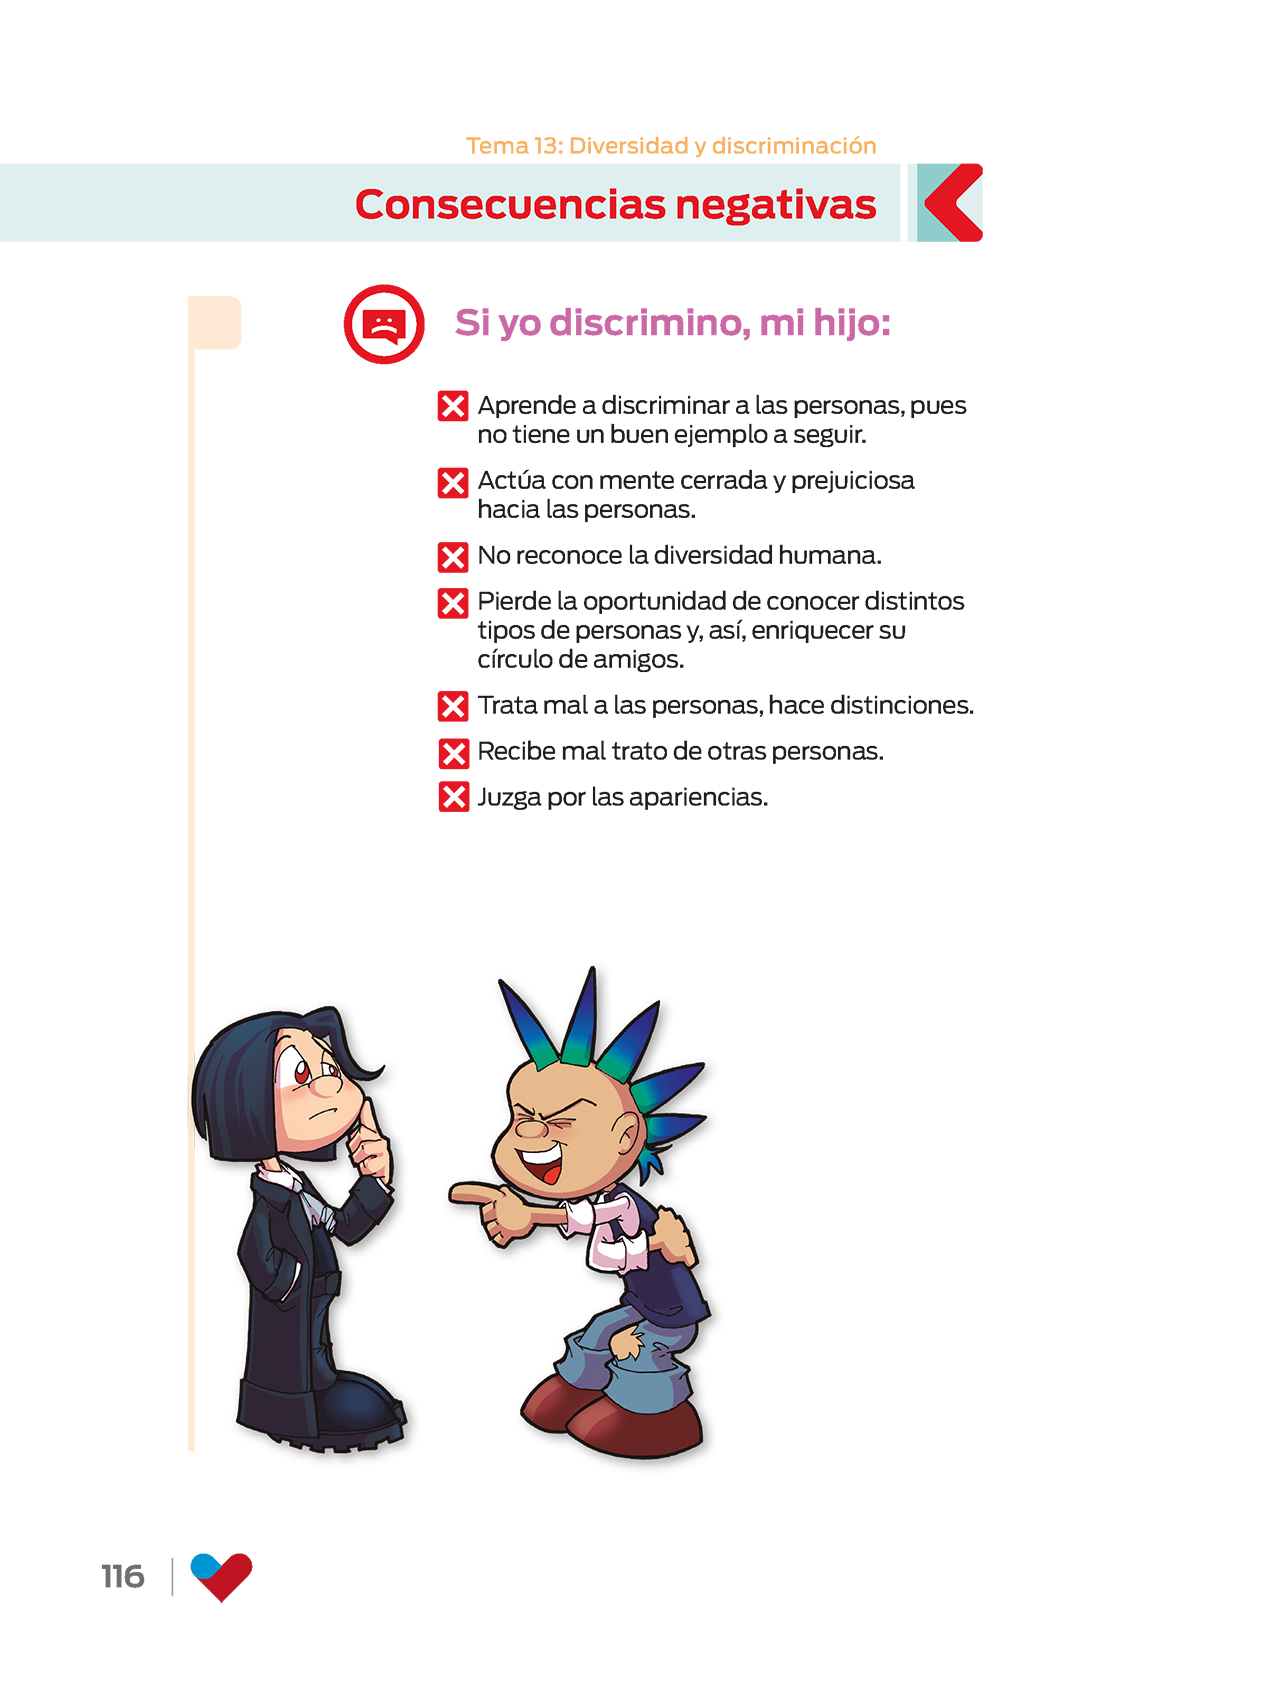 Tema 13: Diversidad y discriminación
Consecuencias negativas
Si yo discrimino, mi hijo:
Aprende a discriminar a las personas, pues
no tiene un buen ejemplo a seguir.
Actúa con mente cerrada y prejuiciosa
hacia las personas.
No reconoce la diversidad humana.
Pierde la oportunidad de conocer distintos
tipos de personas y, así, enriquecer su
círculo de amigos.
Trata mal a las personas, hace distinciones.
Recibe mal trato de otras personas.
Juzga por las apariencias.
116